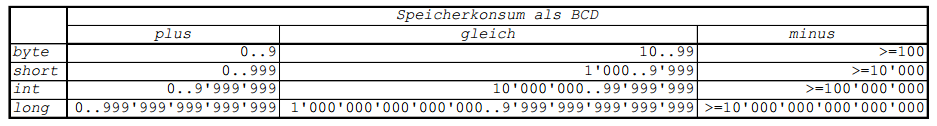 Speicherkonsum als BCD
plus gleich minus
byte 0..9 10..99 >=100
short 0..999 1'000..9'999 >=10'000
int 0..9'999'999 10'000'000..99'999'999 >=100'000'000
long 0..999'999'999'999'999 1'000'000'000'000'000..9'999'999'999'999'999 >=10'000'000'000'000'000